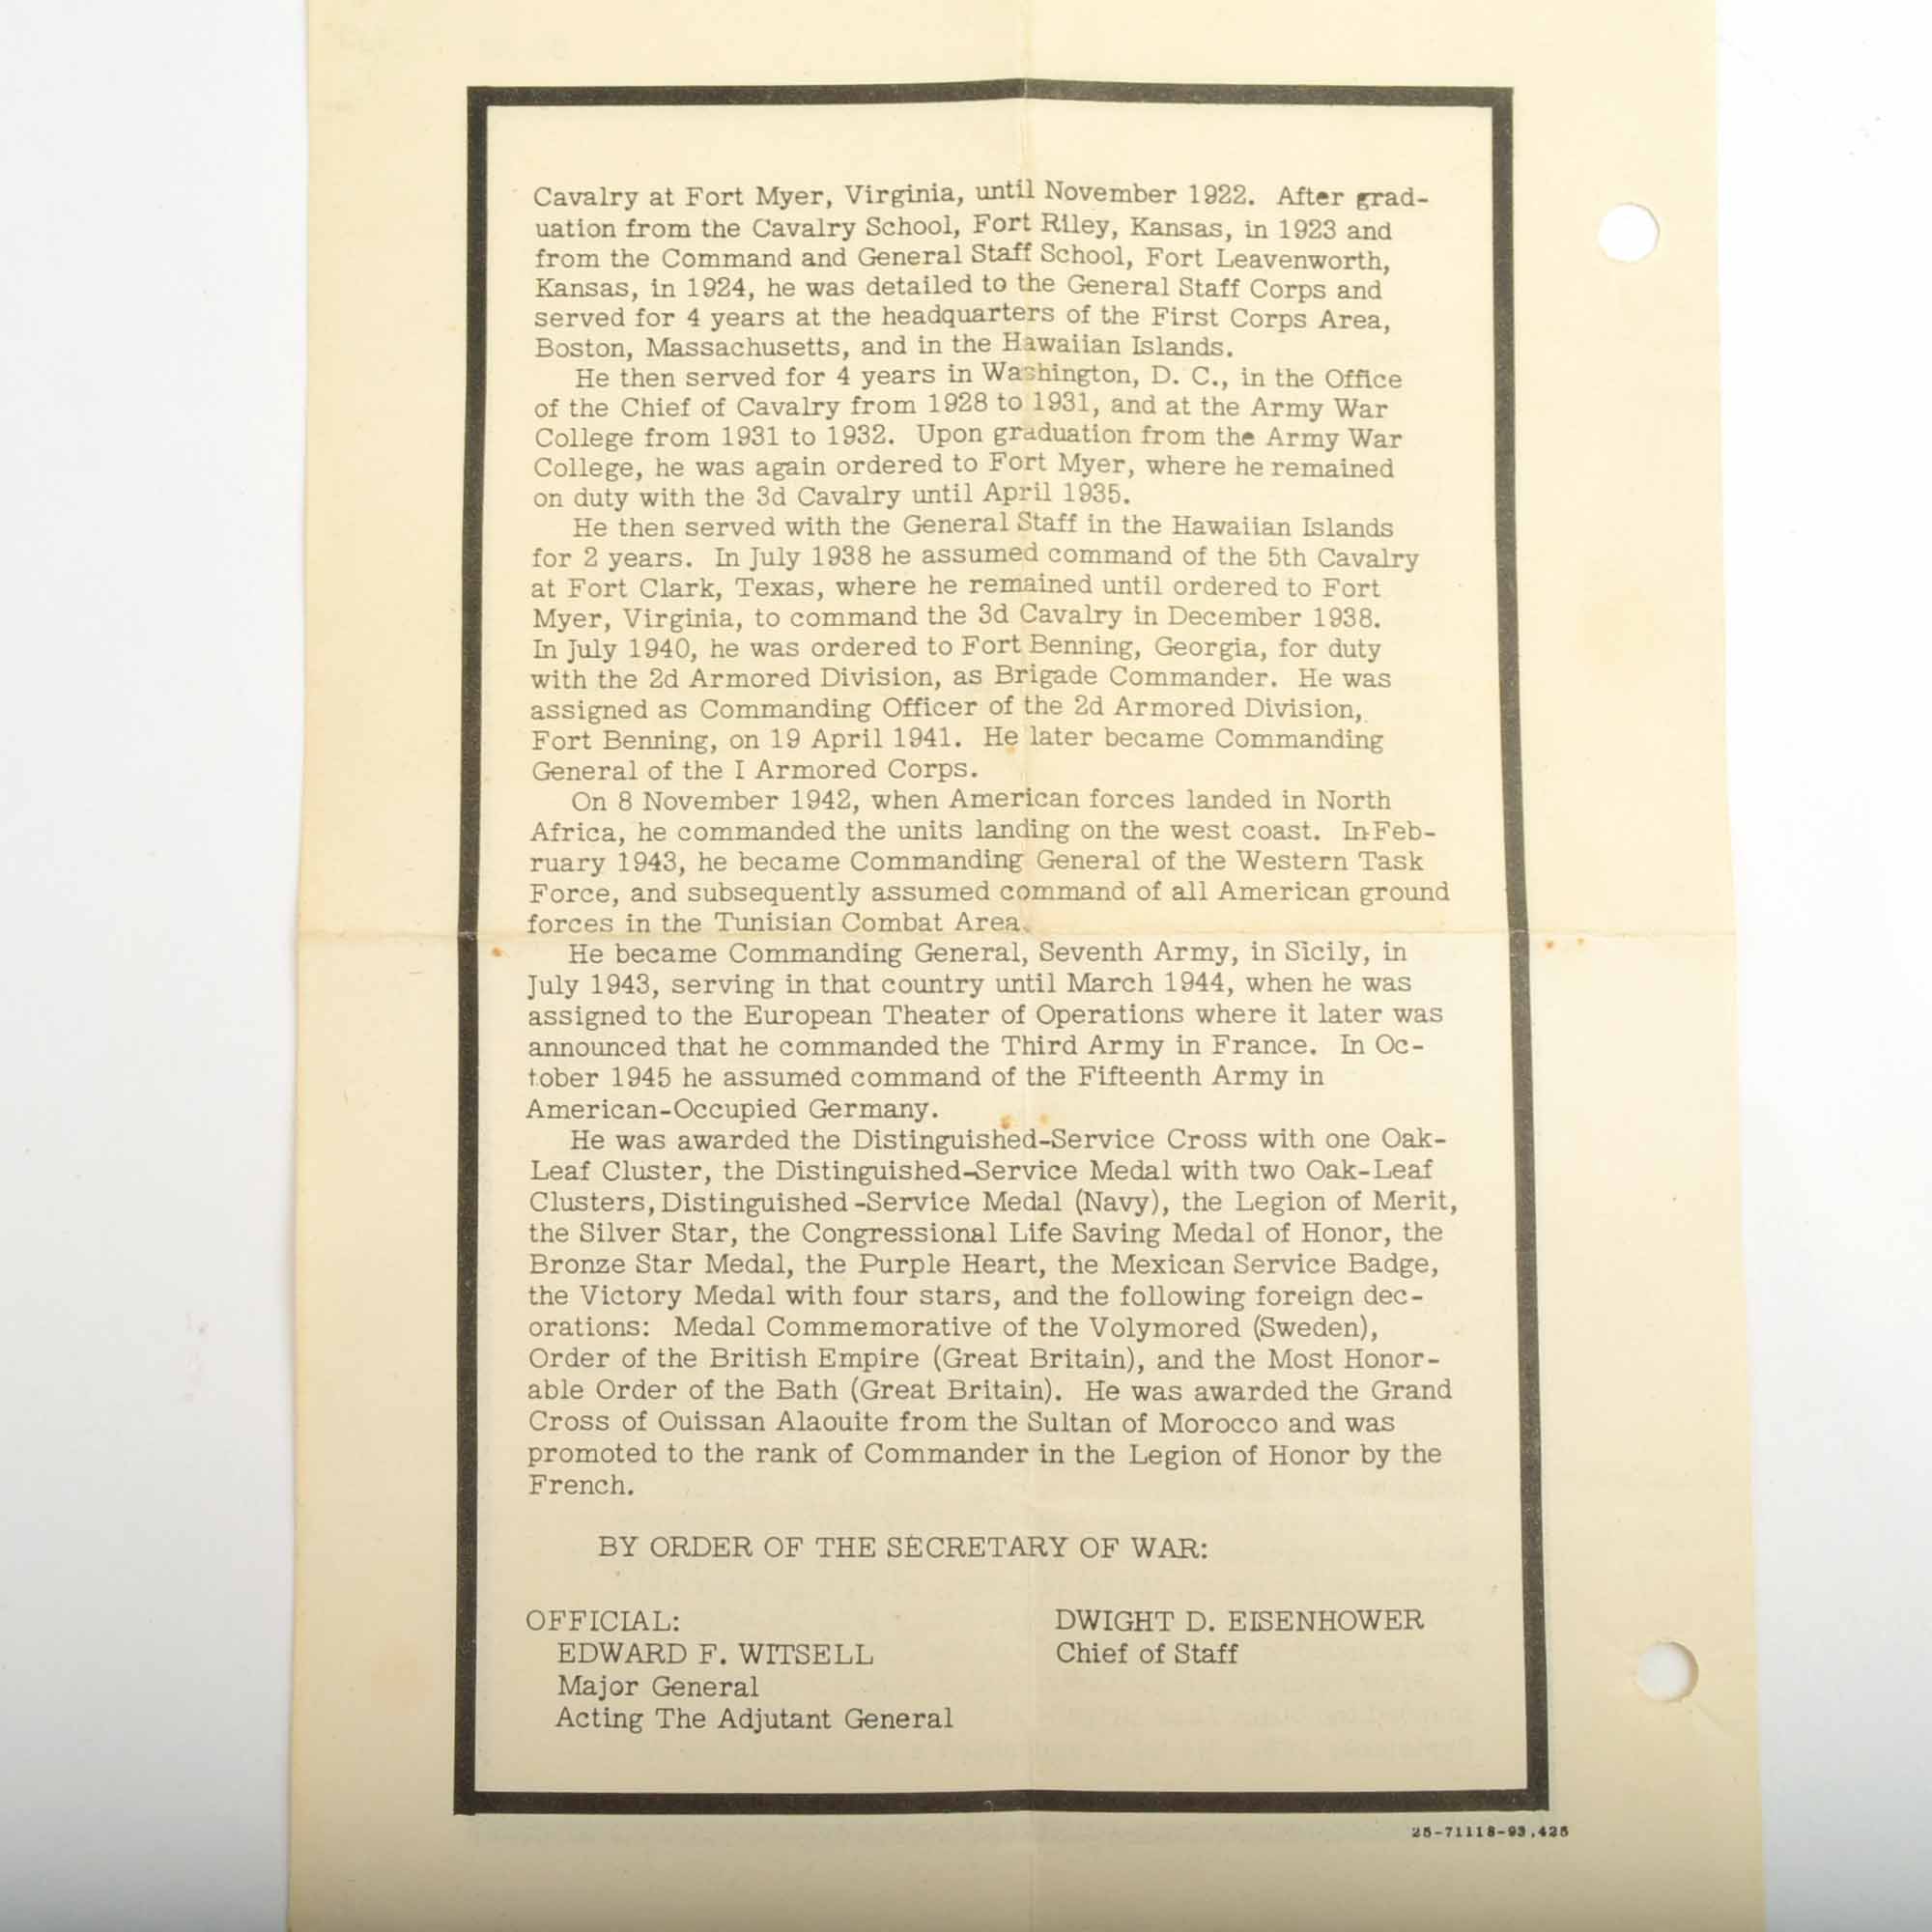 Cavalry at Fort Myer, Virginia, until November 1922. After grad-
uation from the Cavalry School, Fort Riley, Kansas, in 1923 and
from the Command and General Staff School, Fort Leavenworth,
Kansas, in 1924, he was detailed to the General Staff Corps and
served for 4 years at the headquarters of the First Corps Area,
Boston, Massachusetts, and in the Hawaiian Islands.
He then served for 4 years in Washington, D. C., in the Office
of the Chief of Cavalry from 1928 to 1931, and at the Army War
College from 1931 to 1932. Upon graduation from the Army War
College, he was again ordered to Fort Myer, where he remained
on duty with the 3d Cavalry until April 1935.
He then served with the General Staff in the Hawaiian Islands
for 2 years. In July 1938 he assumed command of the 5th Cavalry
at Fort Clark, Texas, where he remained until ordered to Fort
Myer, Virginia, to command the 3d Cavalry in December 1938.
In July 1940, he was ordered to Fort Benning, Georgia, for duty
with the 2d Armored Division, as Brigade Commander. He was
assigned as Commanding Officer of the 2d Armored Division,
Fort Benning, on 19 April 1941. He later became Commanding
General of the I Armored Corps.
On 8 November 1942, when American forces landed in North
Africa, he commanded the units landing on the west coast. In Feb-
ruary 1943, he became Commanding General of the Western Task
Force, and subsequently assumed command of all American ground
forces in the Tunisian Combat Area.
He became Commanding General, Seventh Army, in Sicily, in
July 1943, serving in that country until March 1944, when he was
assigned to the European Theater of Operations where it later was
announced that he commanded the Third Army in France. In Oc-
tober 1945 he assumed command of the Fifteenth Army in
American-Occupied Germany.
He was awarded the Distinguished-Service Cross with one Oak-
Leaf Cluster, the Distinguished-Service Medal with two Oak-Leaf
Clusters, Distinguished-Service Medal (Navy), the Legion of Merit,
the Silver Star, the Congressional Life Saving Medal of Honor, the
Bronze Star Medal, the Purple Heart, the Mexican Service Badge,
the Victory Medal with four stars, and the following foreign dec-
orations: Medal Commemorative of the Volymored (Sweden),
Order of the British Empire (Great Britain), and the Most Honor-
able Order of the Bath (Great Britain). He was awarded the Grand
Cross of Ouissan Alaouite from the Sultan of Morocco and was
promoted to the rank of Commander in the Legion of Honor by the
French.
BY ORDER OF THE SECRETARY OF WAR:
OFFICIAL:
EDWARD F. WITSELL
Major General
Acting The Adjutant General
DWIGHT D. EISENHOWER
Chief of Staff
25-71118-93,425